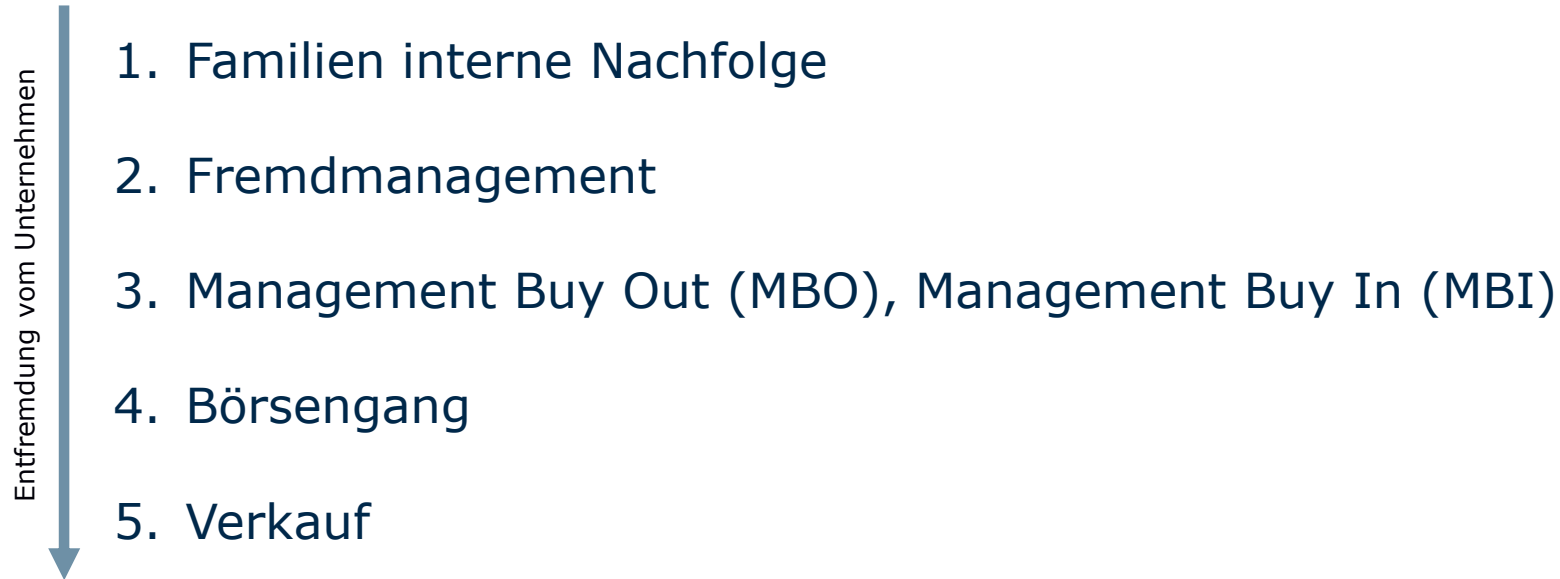 Entfremdung vom Unternehmen
1. Familien interne Nachfolge
2. Fremdmanagement
3. Management Buy Out (MBO), Management Buy In (MBI)
4. Börsengang
5. Verkauf